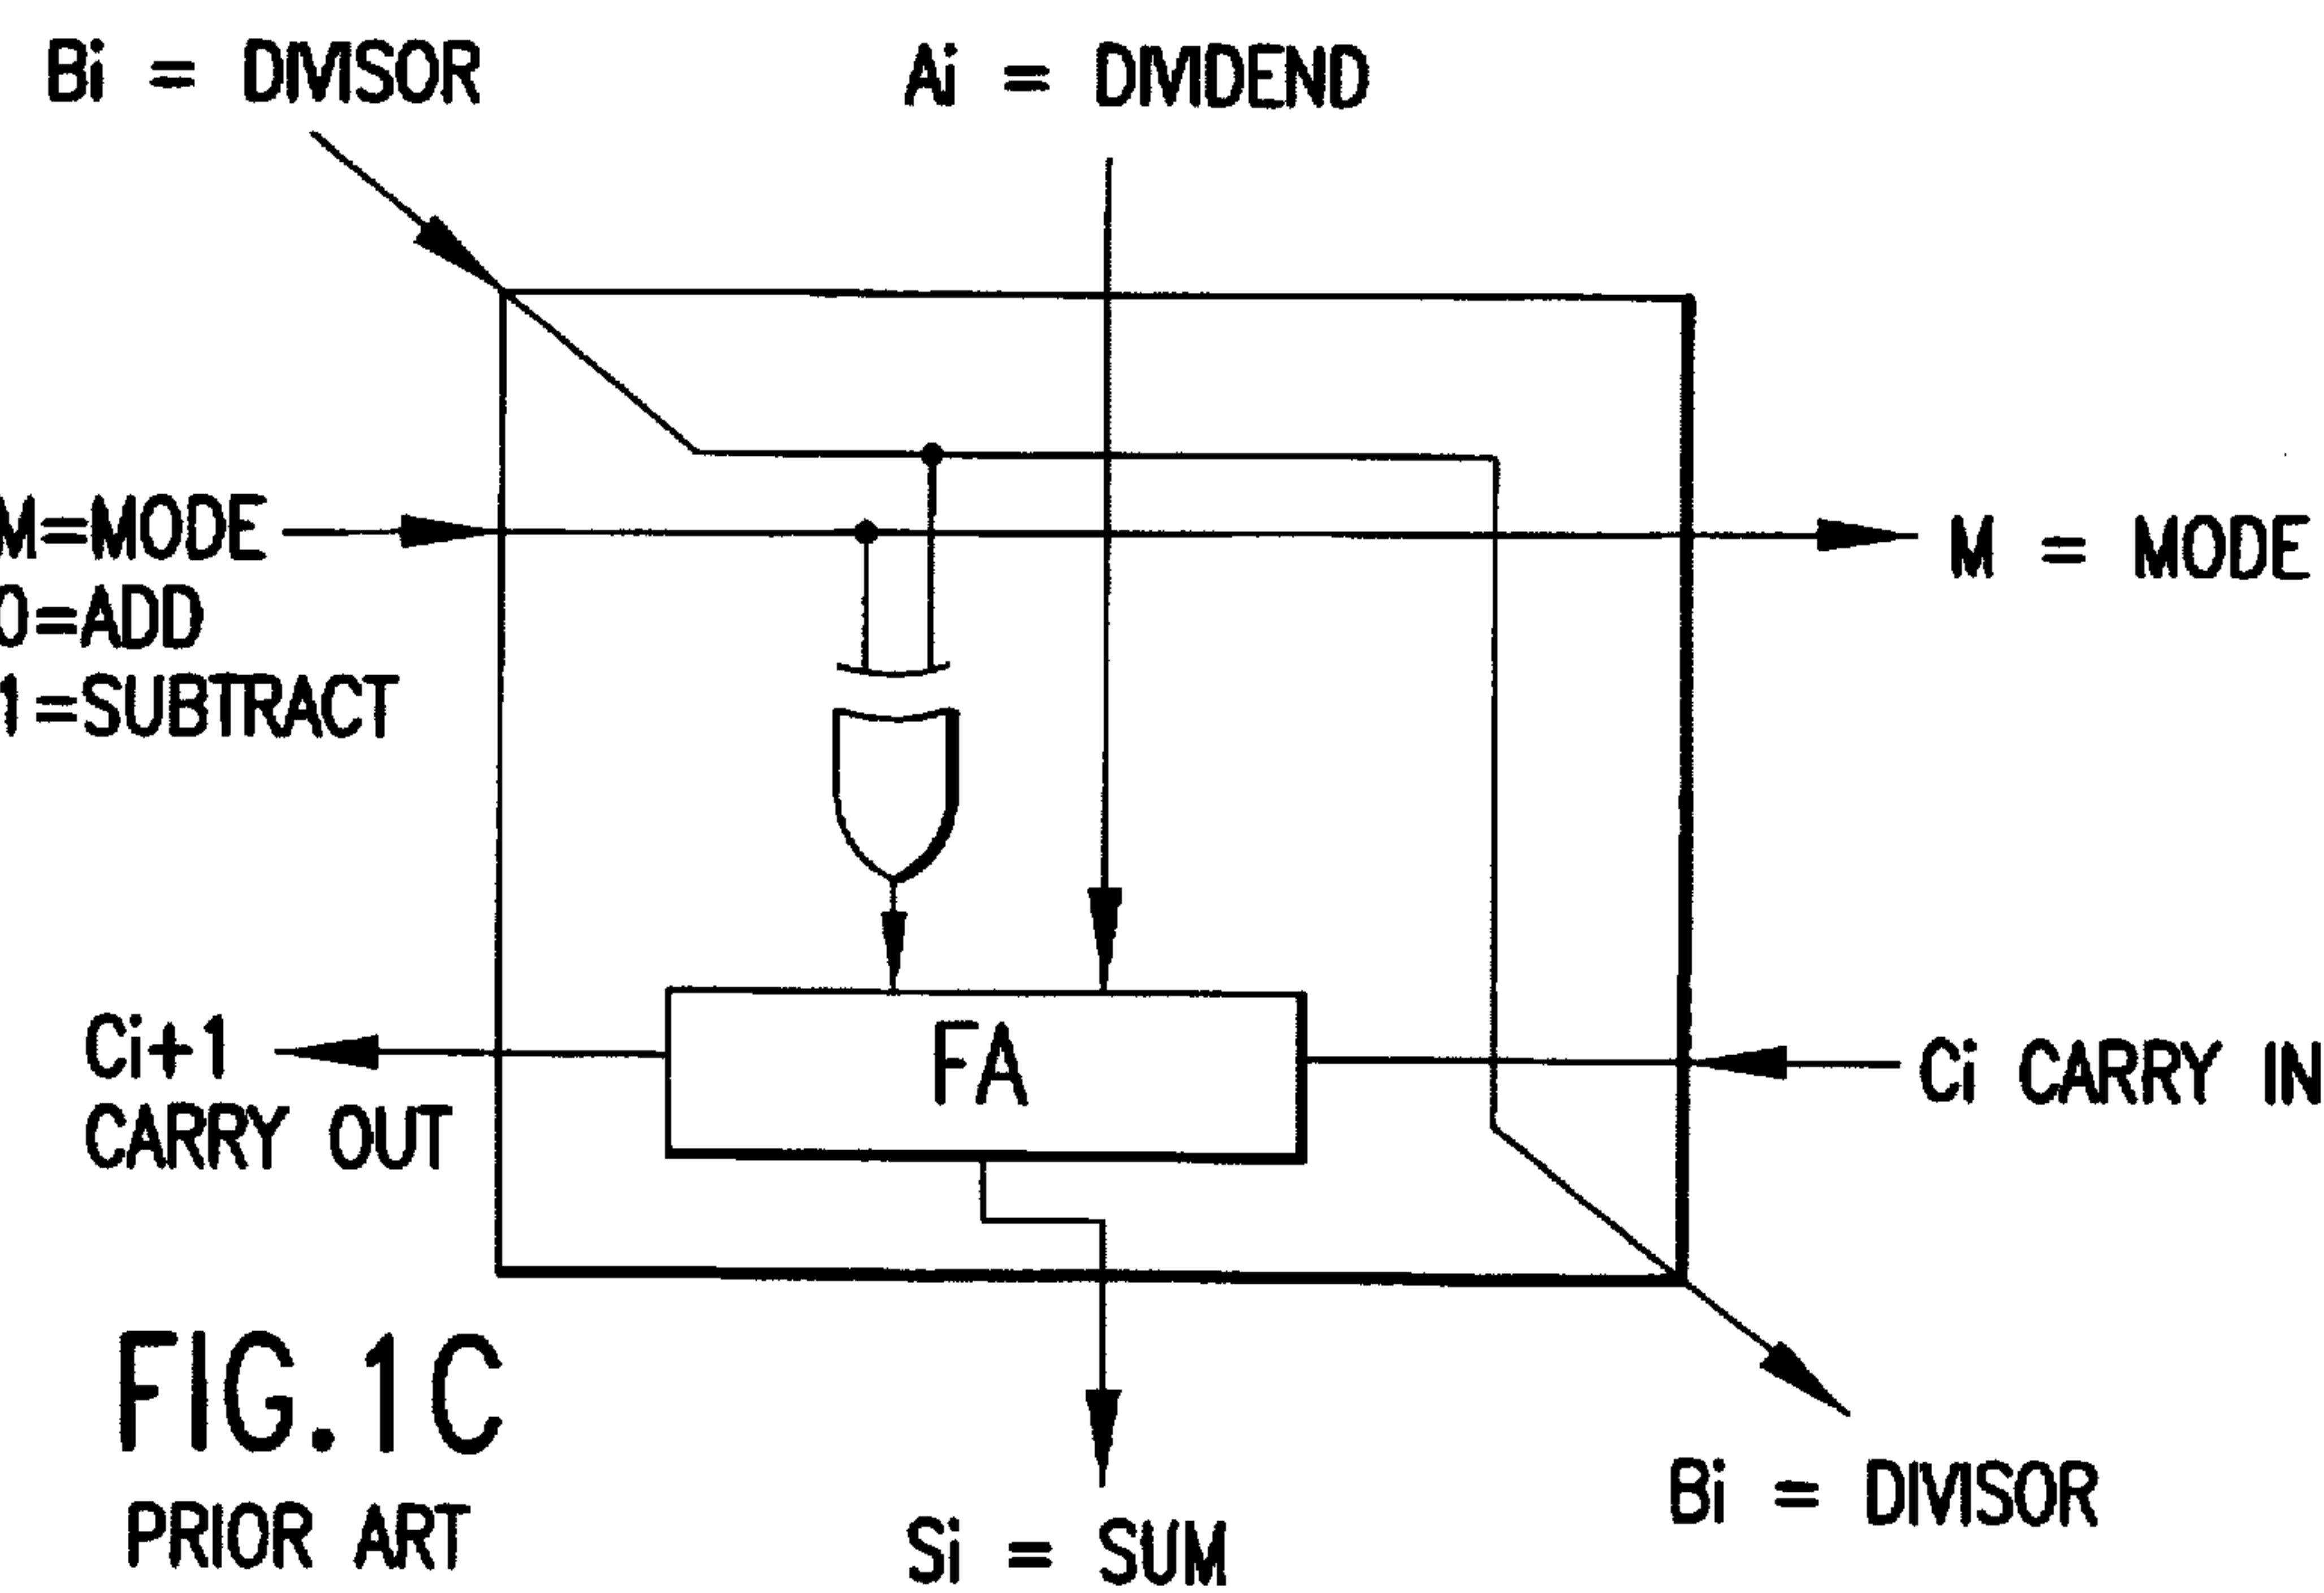 Bi = DIVISOR
Ai = DIVIDEND
M=MODE
0=ADD
1=SUBTRACT
M = MODE
FA
Ci+1
CARRY OUT
Ci CARRY IN
FIG.1C
PRIOR ART
Si = SUM
Bi = DIVISOR